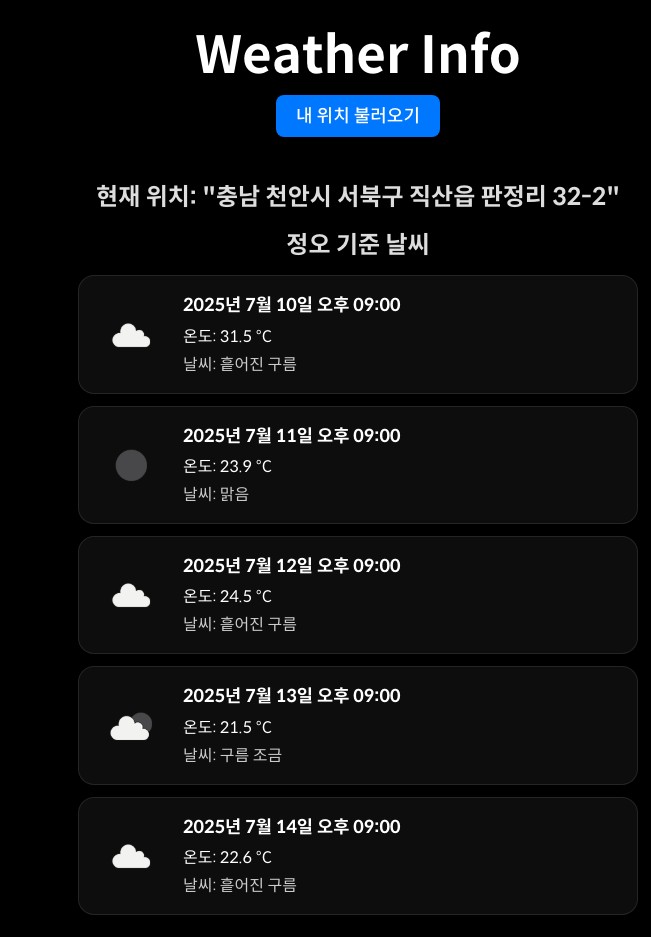 Weather Info
내 위치 불러오기
현재 위치: "충남 천안시 서북구 직산읍 판정리 32-2"
정오 기준 날씨
2025년 7월 10일 오후 09:00
온도: 31.5 °C
날씨: 흩어진 구름
2025년 7월 11일 오후 09:00
온도: 23.9 °C
날씨: 맑음
2025년 7월 12일 오후 09:00
온도: 24.5 °C
날씨: 흩어진 구름
2025년 7월 13일 오후 09:00
온도: 21.5 °C
날씨: 구름 조금
2025년 7월 14일 오후 09:00
온도: 22.6 °C
날씨: 흩어진 구름